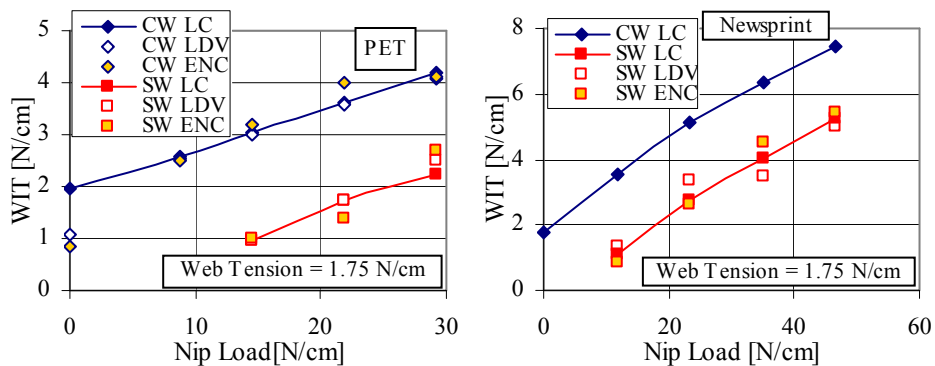 5
4
3
2
1
0
WIT [N/cm]
CW LC
CW LDV
CW ENC
SW LC
SW LDV
SW ENC
PET
Web Tension = 1.75 N/cm
0 10 20 30
Nip Load[N/cm]
8
6
4
2
0
WIT [N/cm]
CW LC
SW LC
SW LDV
SW ENC
Newsprint
Web Tension = 1.75 N/cm
0 20 40 60
Nip Load [N/cm]